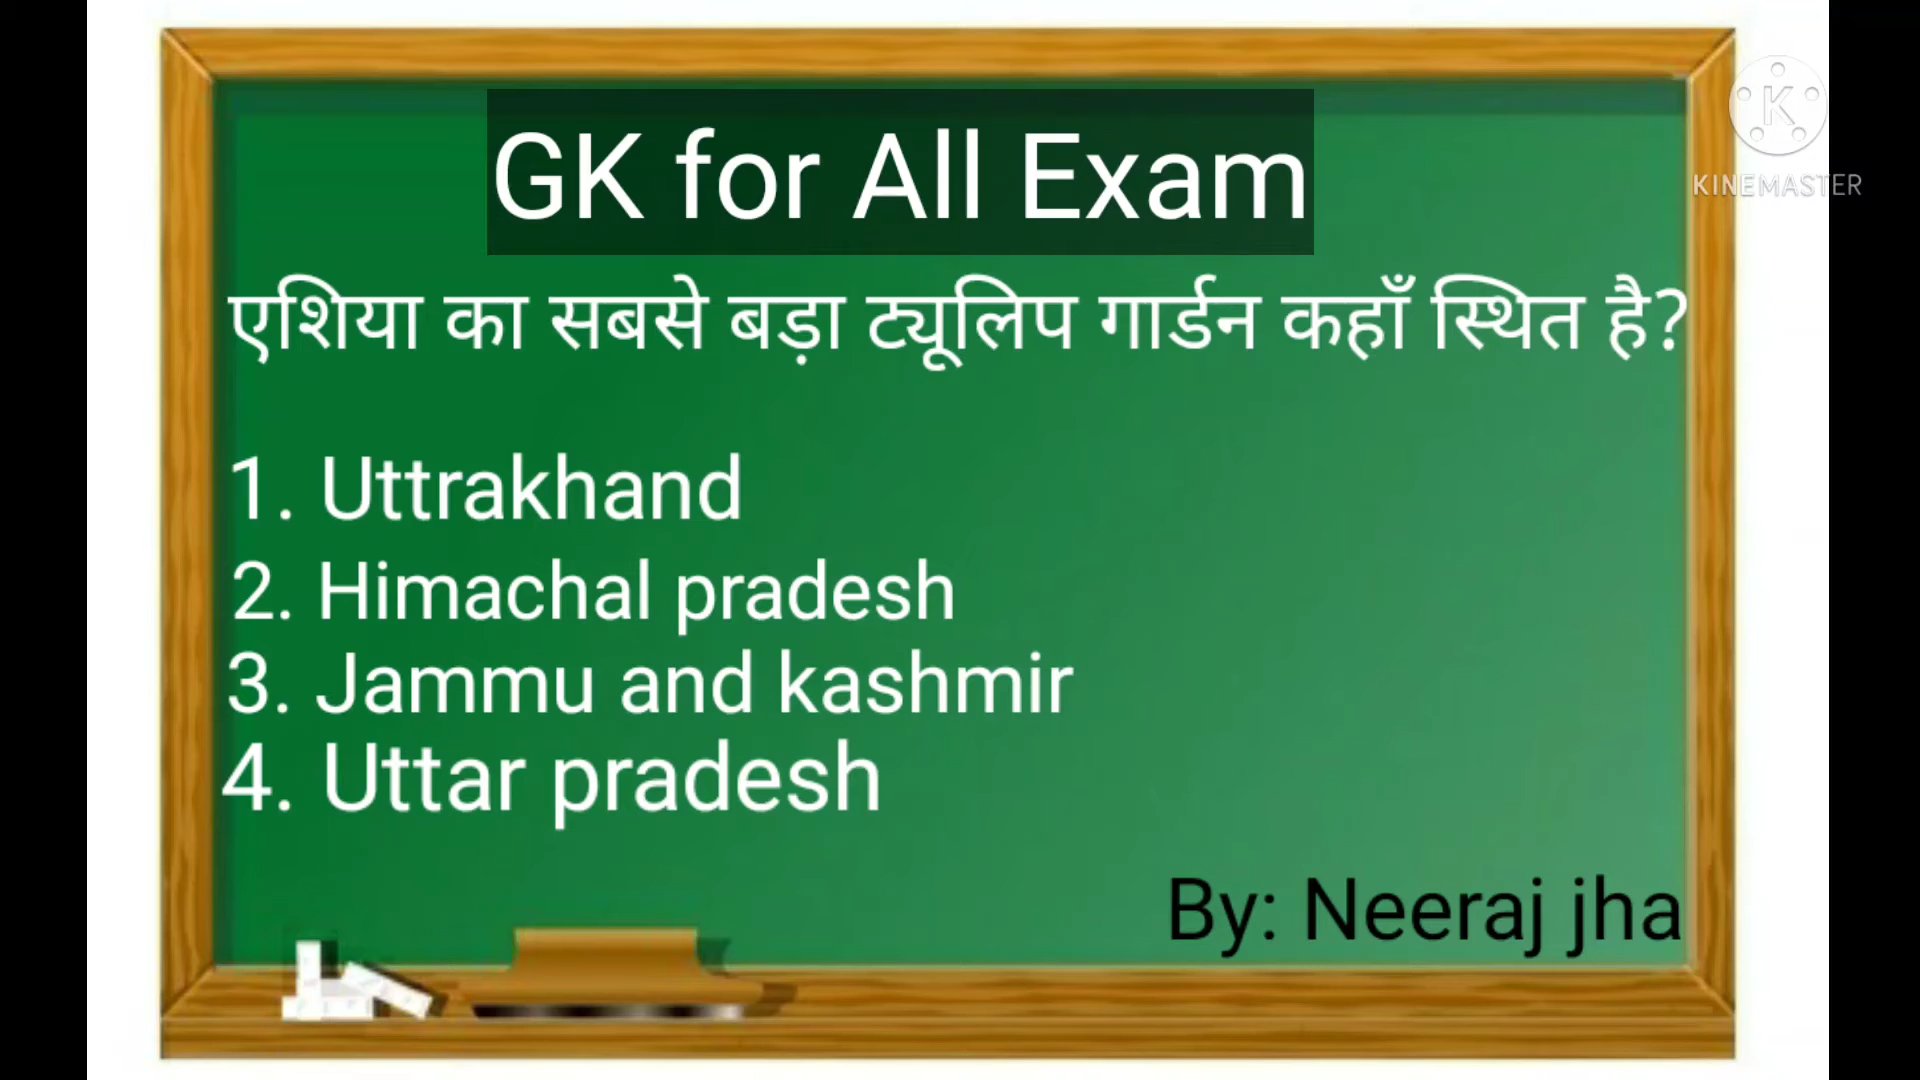 GK for All Exam
KINEMASTER
एशिया का सबसे बड़ा ट्यूलिप गार्डन कहाँ स्थित है?
1. Uttrakhand
2. Himachal pradesh
3. Jammu and kashmir
4. Uttar pradesh
By: Neeraj jha